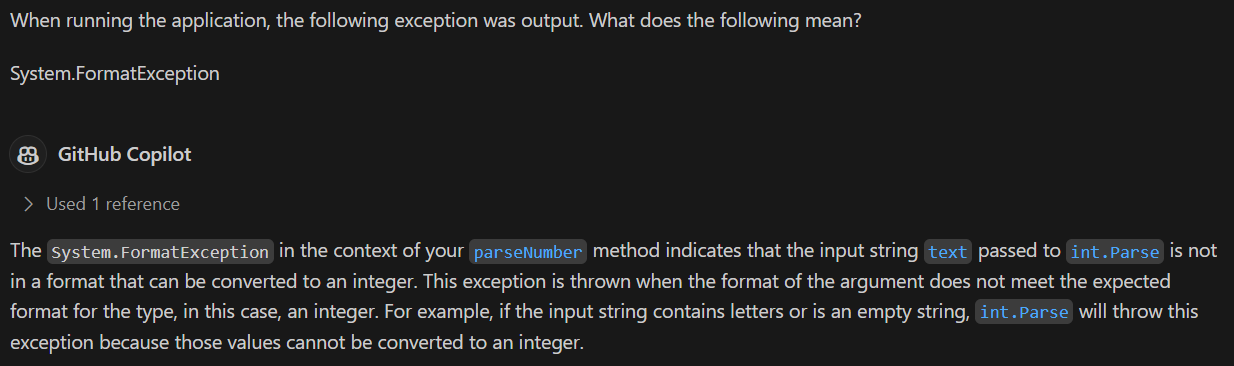 When running the application, the following exception was output. What does the following mean?
System.FormatException
GitHub Copilot
Used 1 reference
The System.FormatException in the context of your parseNumber method indicates that the input string text passed to int.Parse is not
in a format that can be converted to an integer. This exception is thrown when the format of the argument does not meet the expected
format for the type, in this case, an integer. For example, if the input string contains letters or is an empty string, int.Parse will throw this
exception because those values cannot be converted to an integer.